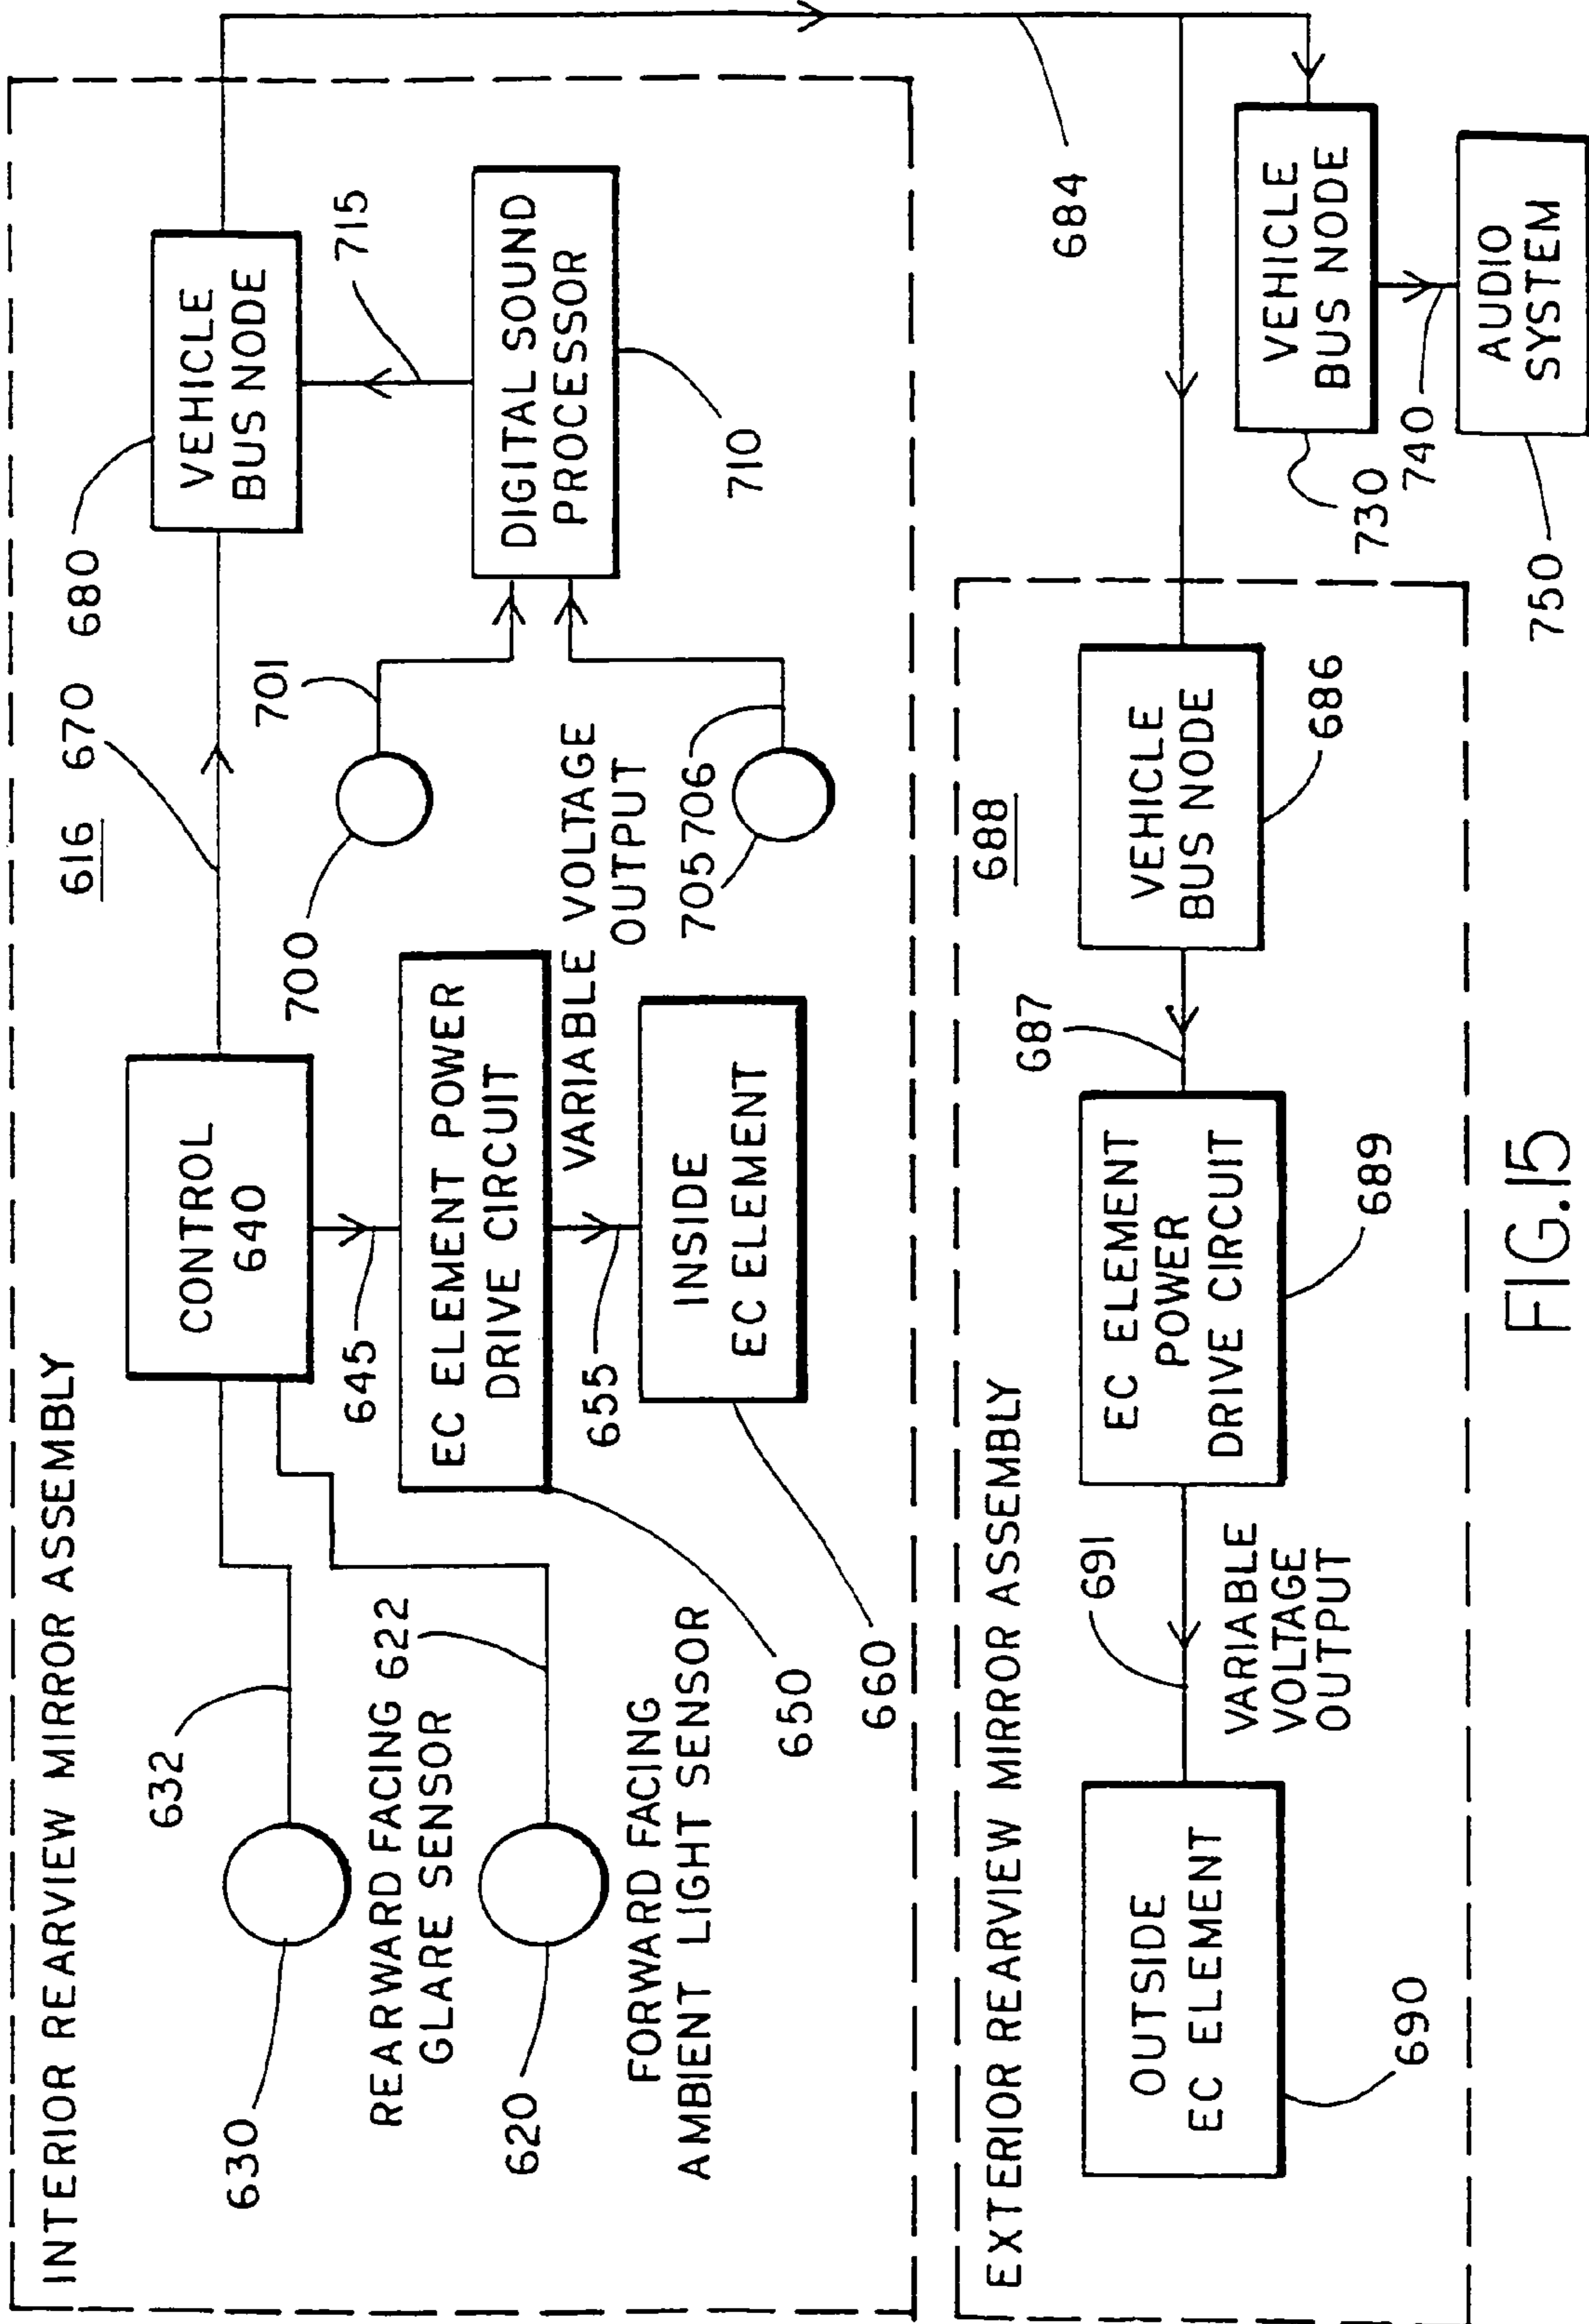 INTERIOR REARVIEW MIRROR ASSEMBLY
616
670
680
632
630
REARWARD FACING
GLARE SENSOR
622
620
FORWARD FACING
AMBIENT LIGHT SENSOR
CONTROL
640
645
EC ELEMENT POWER
DRIVE CIRCUIT
650
655
VARIABLE VOLTAGE
OUTPUT
INSIDE
EC ELEMENT
660
700
701
705
706
VEHICLE
BUS NODE
715
DIGITAL SOUND
PROCESSOR
710
684
EXTERIOR REARVIEW MIRROR ASSEMBLY
688
OUTSIDE
EC ELEMENT
690
691
VARIABLE
VOLTAGE
OUTPUT
EC ELEMENT
POWER
DRIVE CIRCUIT
689
687
VEHICLE
BUS NODE
686
VEHICLE
BUS NODE
730
740
AUDIO
SYSTEM
750
FIG.15